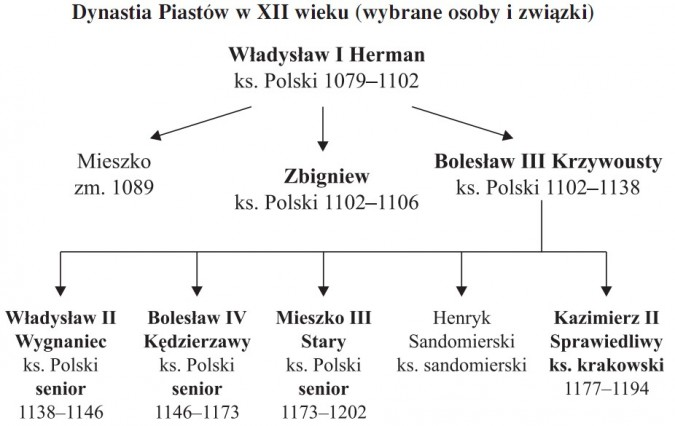 Dynastia Piastów w XII wieku (wybrane osoby i związki)
Władysław I Herman
ks. Polski 1079–1102
Mieszko
zm. 1089
Zbigniew
ks. Polski 1102–1106
Bolesław III Krzywousty
ks. Polski 1102–1138
Władysław II
Wygnaniec
ks. Polski
senior
1138–1146
Bolesław IV
Kędzierzawy
ks. Polski
senior
1146–1173
Mieszko III
Stary
ks. Polski
senior
1173–1202
Henryk
Sandomierski
ks. sandomierski
Kazimierz II
Sprawiedliwy
ks. krakowski
1177–1194